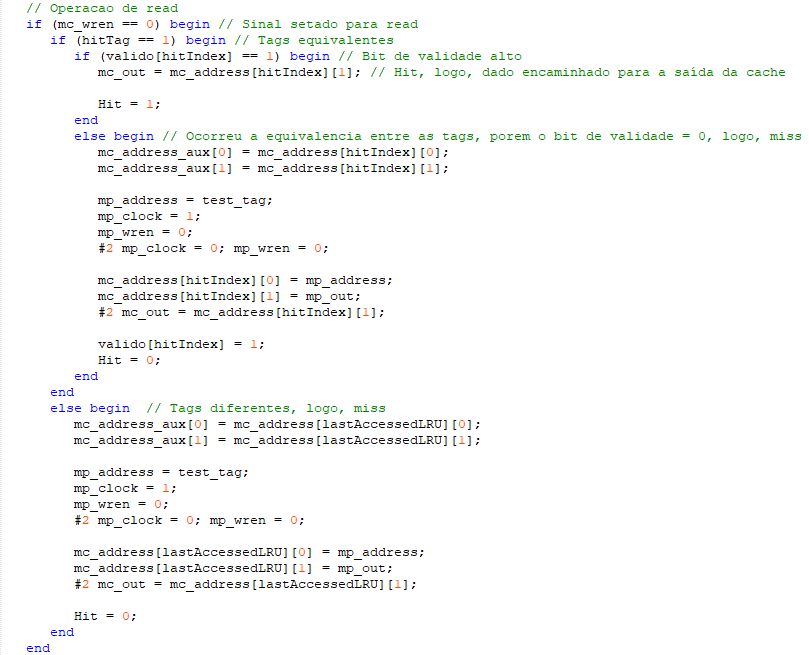 // Operacao de read
if (mc_wren == 0) begin // Sinal setado para read
if (hitTag == 1) begin // Tags equivalentes
if (valido[hitIndex] == 1) begin // Bit de validade alto
mc_out = mc_address[hitIndex][1]; // Hit, logo, dado encaminhado para a saída da cache
Hit = 1;
end
else begin // Ocorreu a equivalencia entre as tags, porem o bit de validade = 0, logo, miss
mc_address_aux[0] = mc_address[hitIndex][0];
mc_address_aux[1] = mc_address[hitIndex][1];
mp_address = test_tag;
mp_clock = 1;
mp_wren = 0;
#2 mp_clock = 0; mp_wren = 0;
mc_address[hitIndex][0] = mp_address;
mc_address[hitIndex][1] = mp_out;
#2 mc_out = mc_address[hitIndex][1];
valido[hitIndex] = 1;
Hit = 0;
end
end
else begin  // Tags diferentes, logo, miss
mc_address_aux[0] = mc_address[lastAccessedLRU][0];
mc_address_aux[1] = mc_address[lastAccessedLRU][1];
mp_address = test_tag;
mp_clock = 1;
mp_wren = 0;
#2 mp_clock = 0; mp_wren = 0;
mc_address[lastAccessedLRU][0] = mp_address;
mc_address[lastAccessedLRU][1] = mp_out;
#2 mc_out = mc_address[lastAccessedLRU][1];
Hit = 0;
end
end